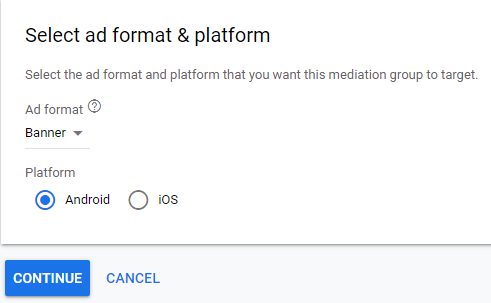 Select ad format & platform
Select the ad format and platform that you want this mediation group to target.
Ad format ?
Banner
Platform
Android iOS
CONTINUE CANCEL